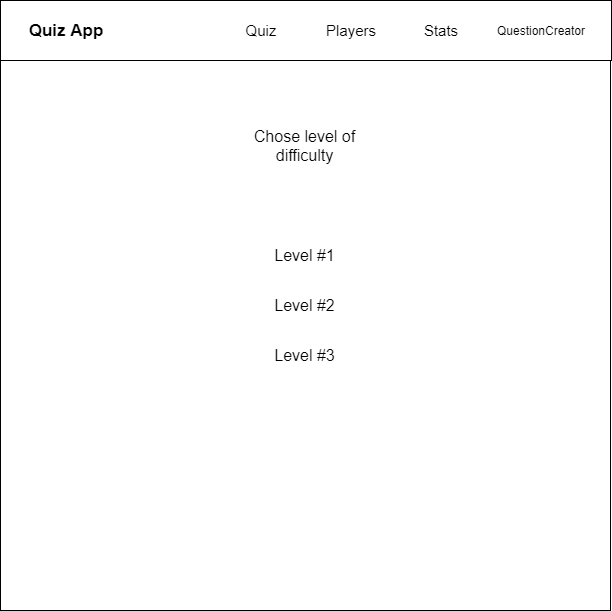 Quiz App Quiz Players Stats QuestionCreator
Chose level of
difficulty
Level #1
Level #2
Level #3